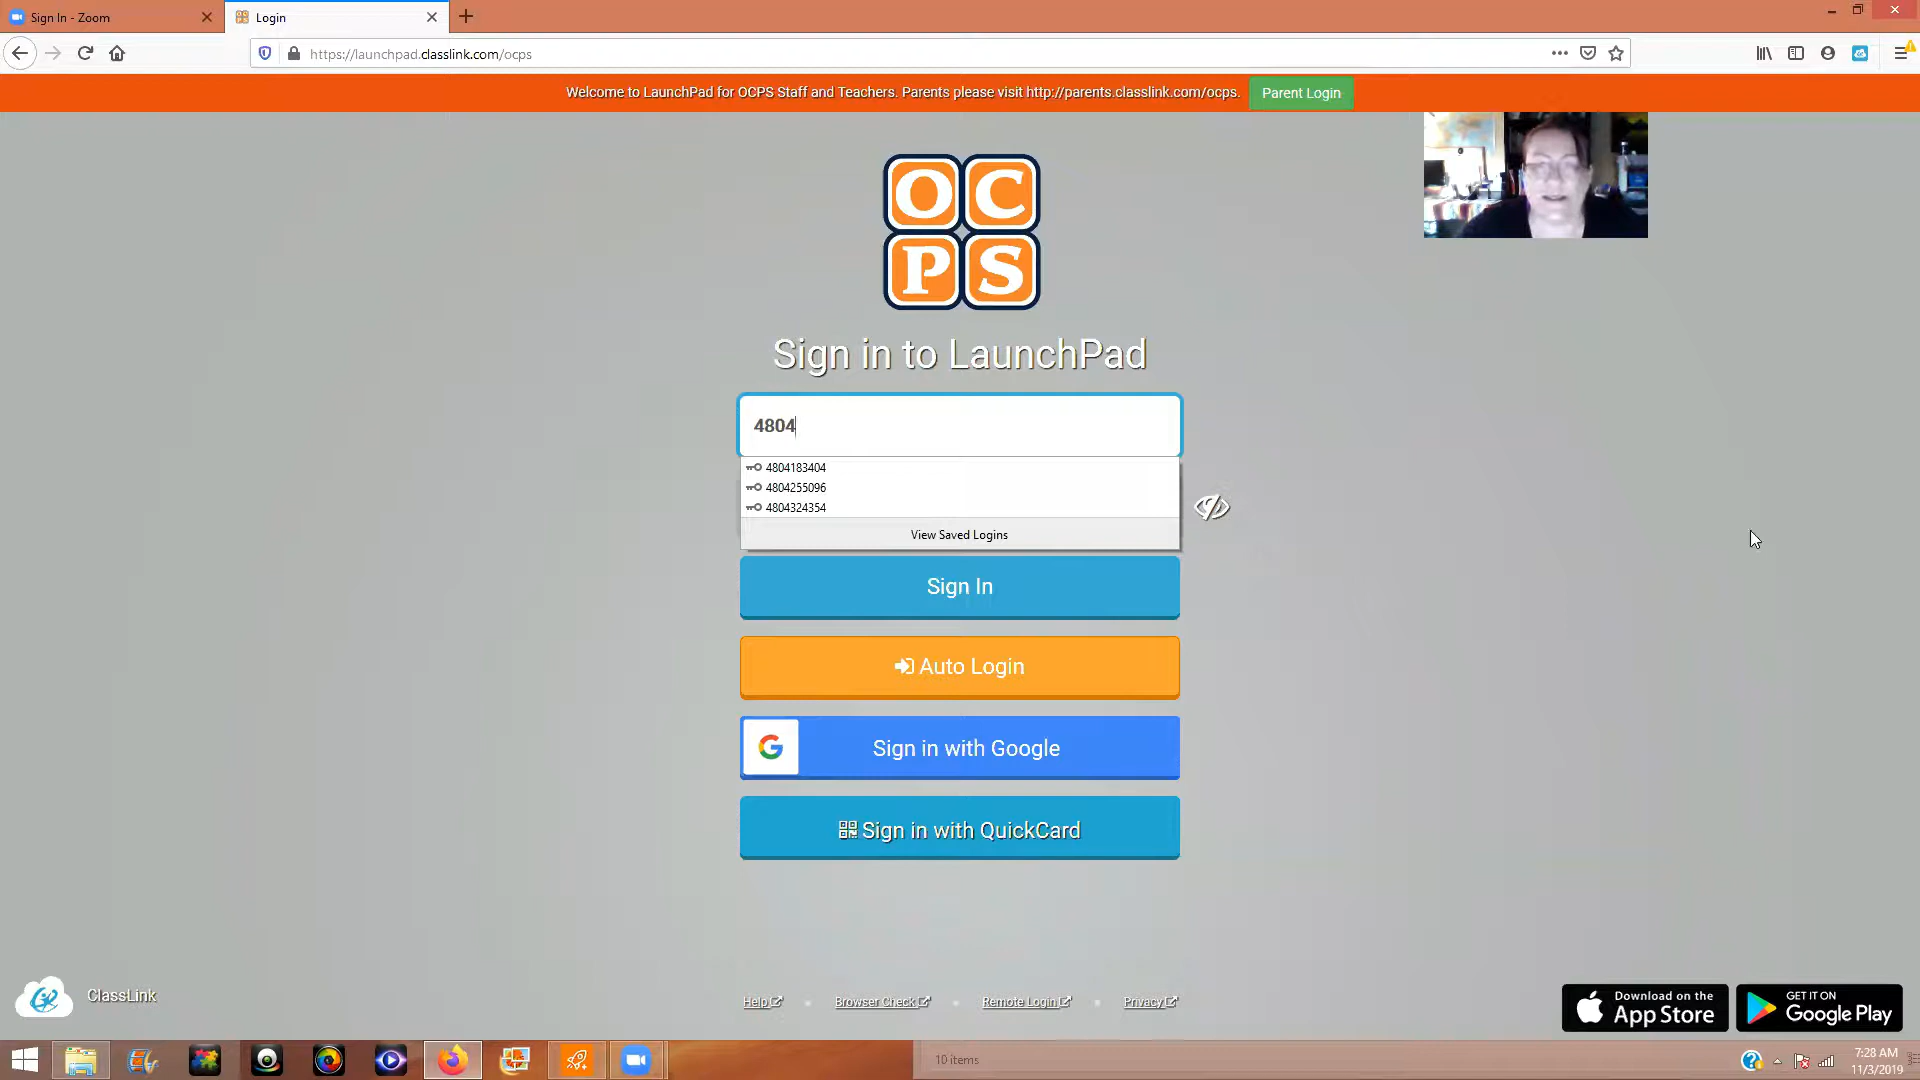 Sign In - Zoom
Login
https://launchpad.classlink.com/ocps
Welcome to LaunchPad for OCPS Staff and Teachers. Parents please visit http://parents.classlink.com/ocps.
Parent Login
O C
P S
Sign in to LaunchPad
4804
4804183404
4804255096
4804324354
View Saved Logins
Sign In
Auto Login
Sign in with Google
Sign in with QuickCard
ClassLink
Help
Browser Check
Remote Login
Privacy
Download on the
App Store
GET IT ON
Google Play
10 items
7:28 AM
11/3/2019